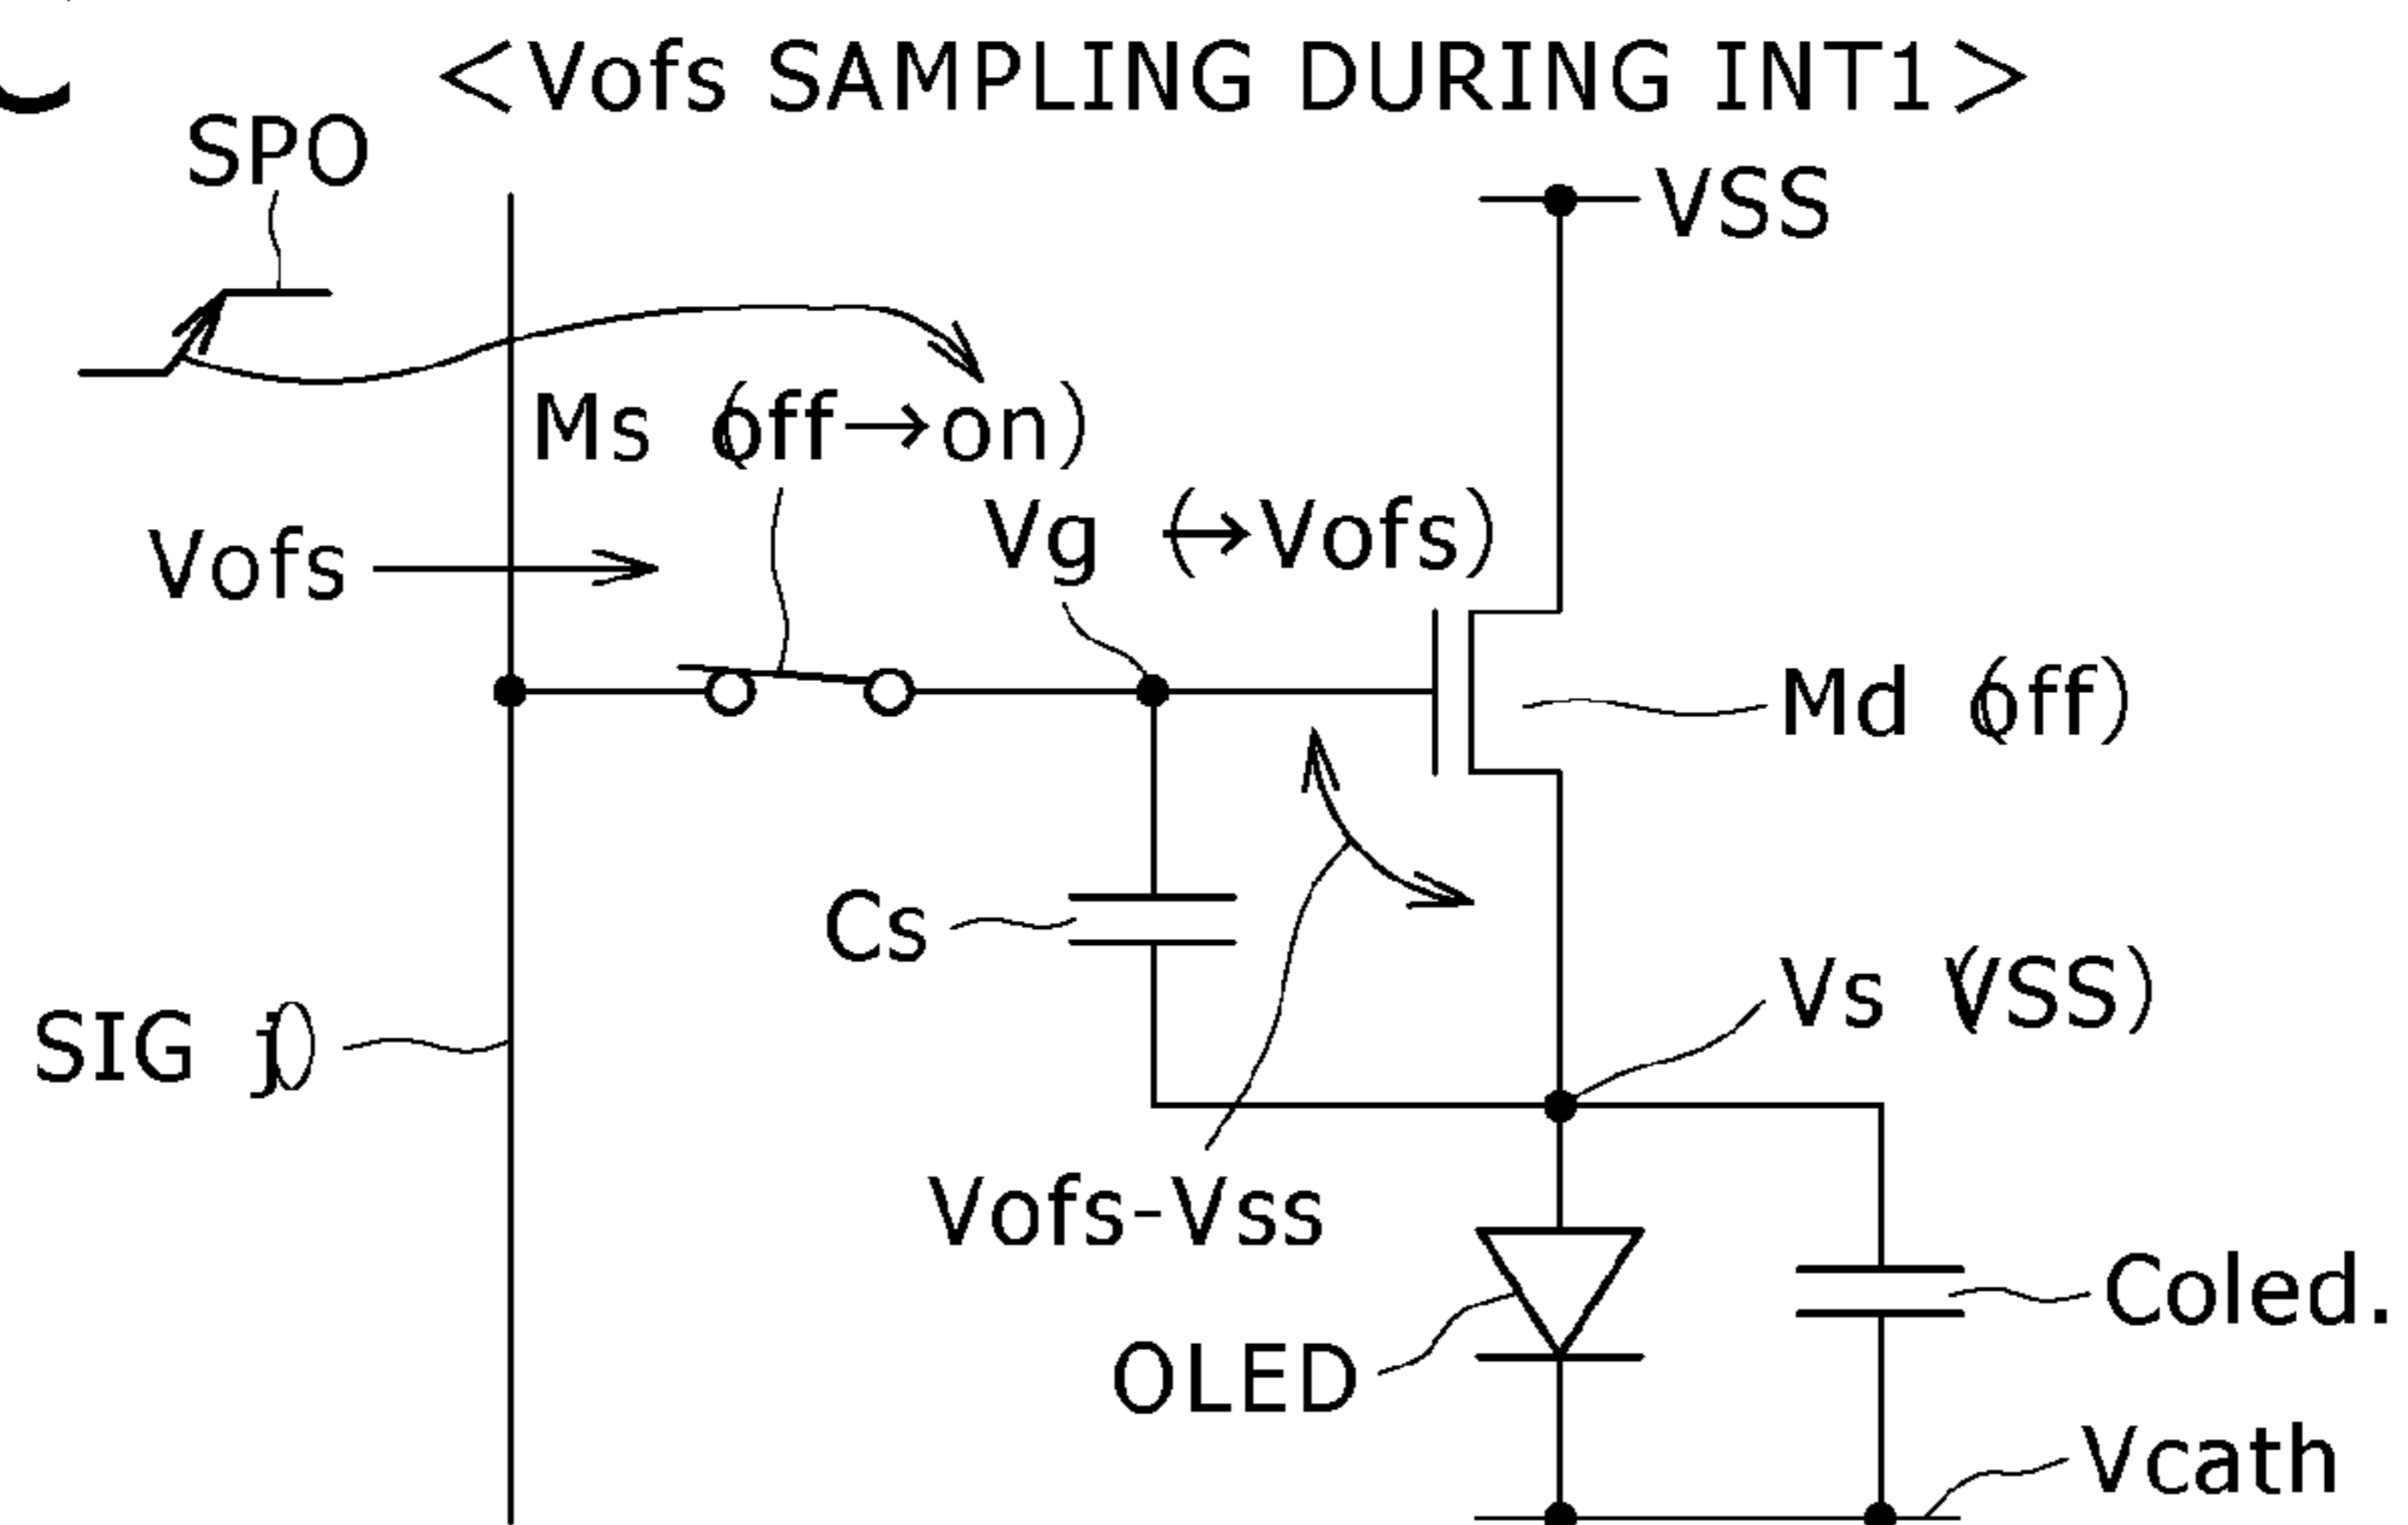 <Vofs SAMPLING DURING INT1>
SPO
VSS
Ms (off→on)
Vg (→Vofs)
Vofs
Md (off)
Cs
Vs (VSS)
SIG (j)
Vofs-Vss
Coled.
OLED
Vcath